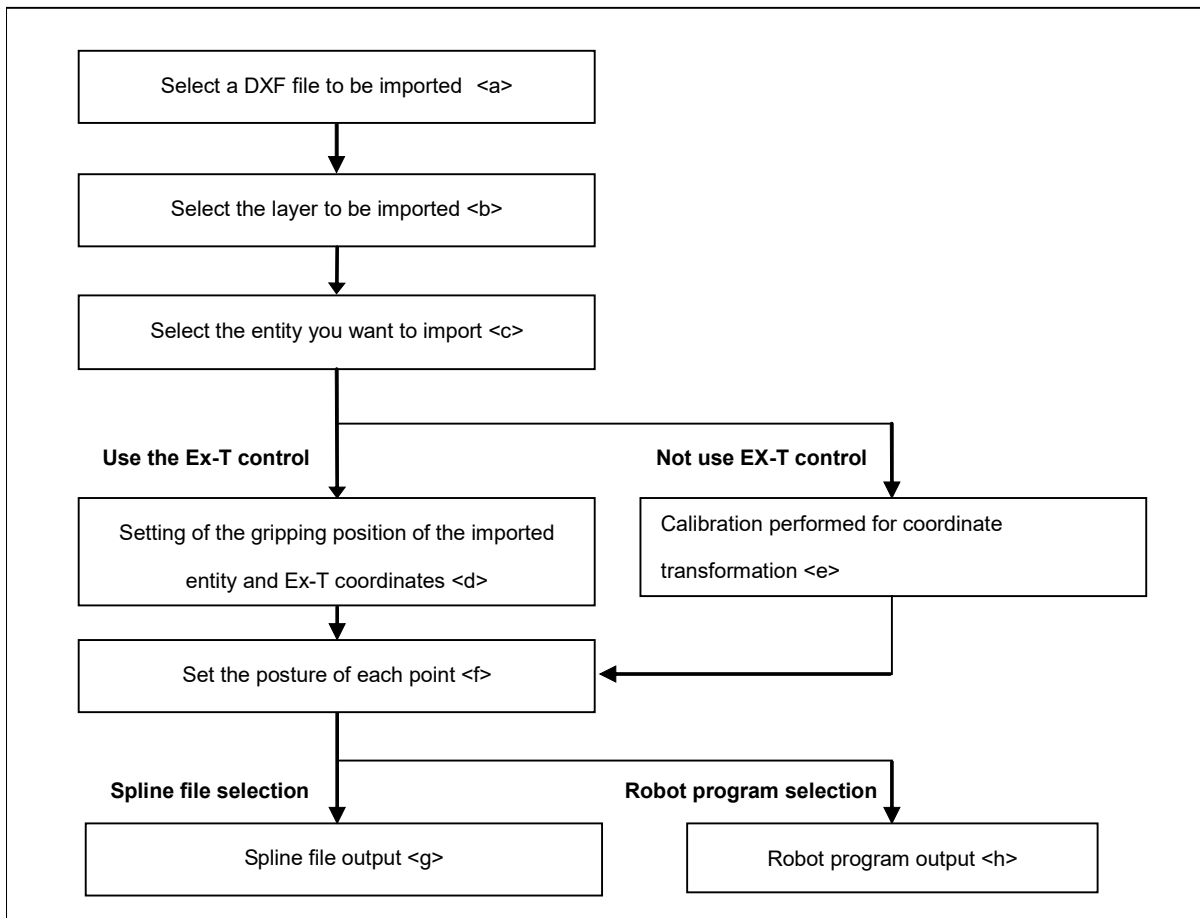 Select a DXF file to be imported <a>
Select the layer to be imported <b>
Select the entity you want to import <c>
Use the Ex-T control
Not use EX-T control
Setting of the gripping position of the imported
entity and Ex-T coordinates <d>
Calibration performed for coordinate
transformation <e>
Set the posture of each point <f>
Spline file selection
Robot program selection
Spline file output <g>
Robot program output <h>